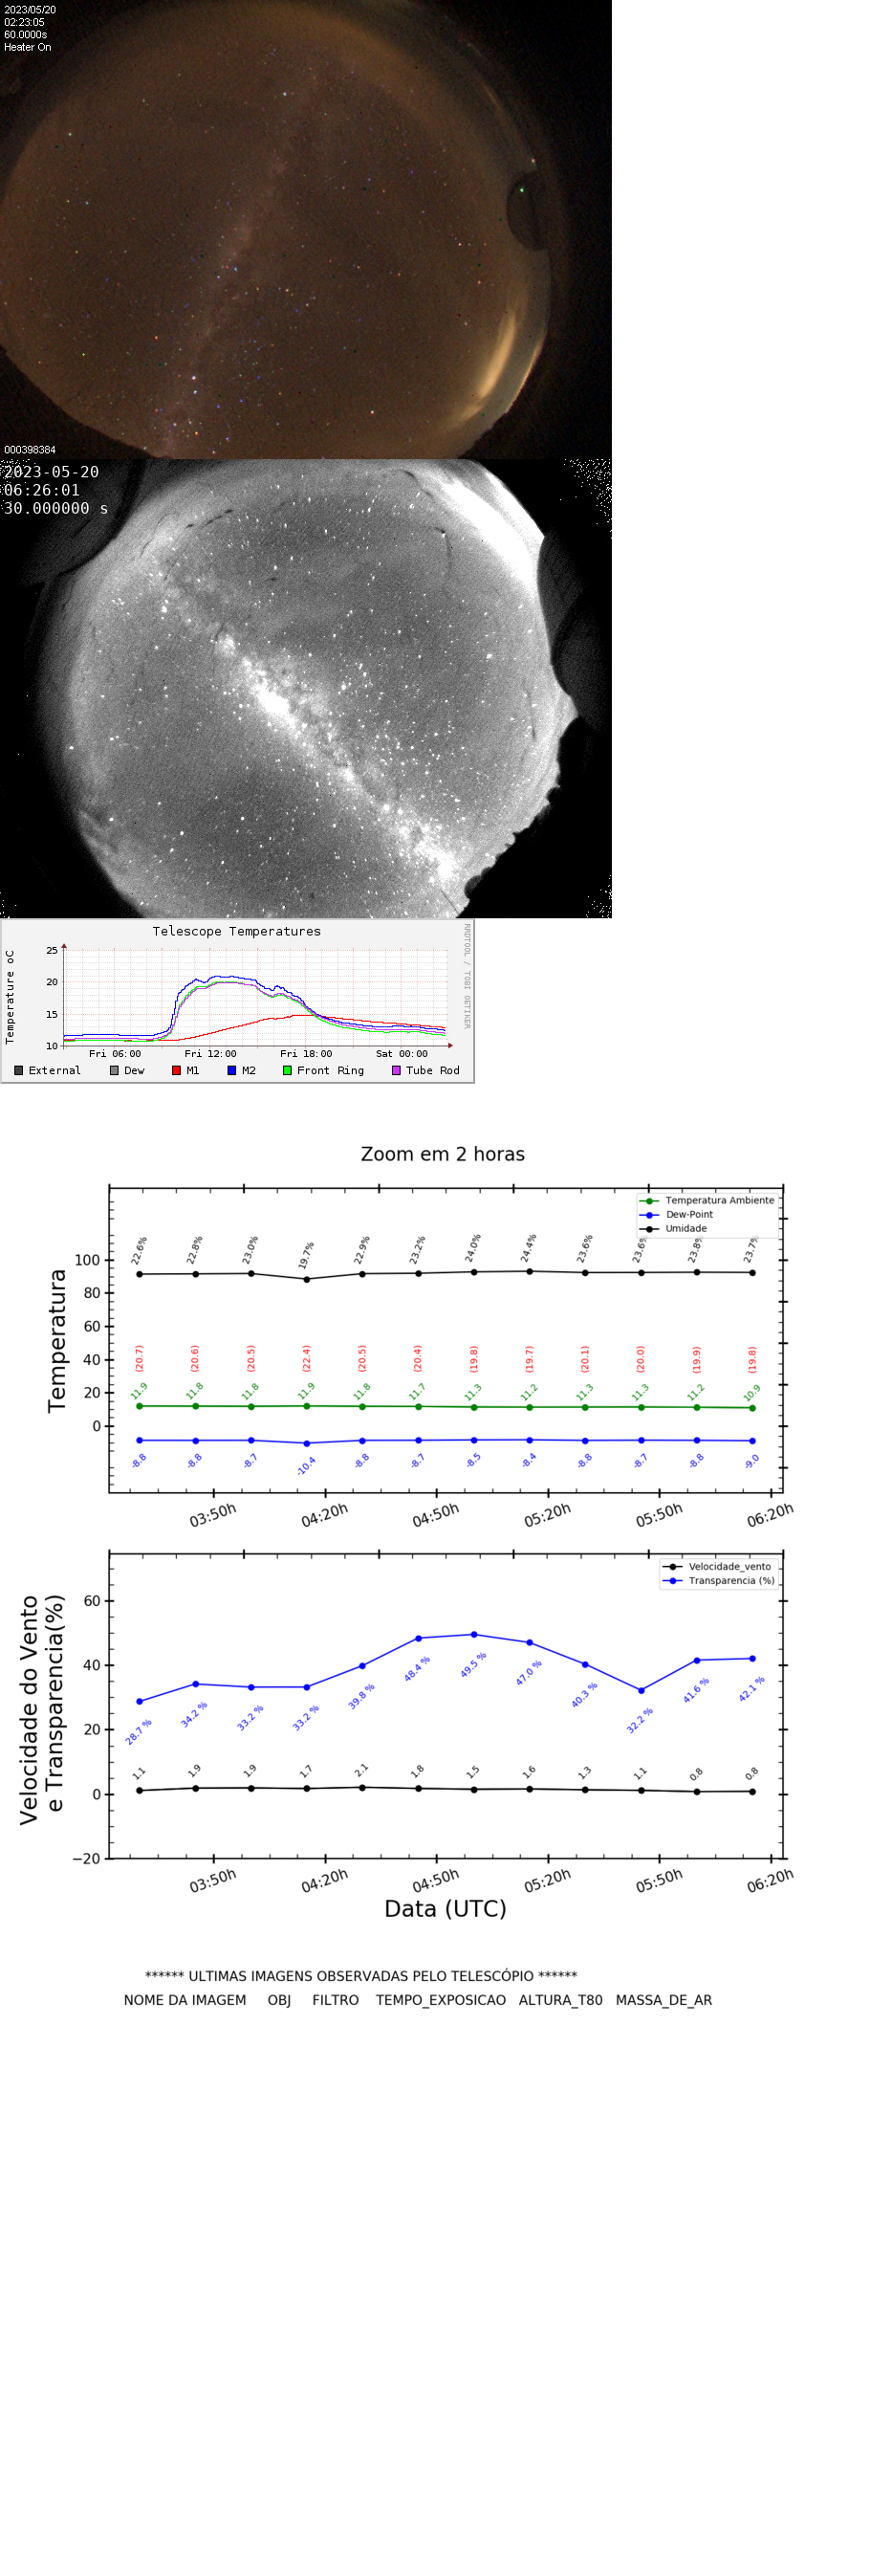 2023/05/20
02:23:05
60.0000s
Heater On
000398384
2023-05-20
06:26:01
30.000000 s
Telescope Temperatures
RRDTOOL / TOBI OETIKER
Temperature oC
25
20
15
10
Fri 06:00 Fri 12:00 Fri 18:00 Sat 00:00
External Dew M1 M2 Front Ring Tube Rod
Zoom em 2 horas
Temperatura Ambiente
Dew-Point
Umidade
Temperatura
100
80
60
40
20
0
22.6% 22.8% 23.0% 19.7% 22.9% 23.2% 24.0% 24.4% 23.6% 23.6% 23.8% 23.7%
(20.7) (20.6) (20.5) (22.4) (20.5) (20.4) (19.8) (19.7) (20.1) (20.0) (19.9) (19.8)
11.9 11.8 11.8 11.9 11.8 11.7 11.3 11.2 11.3 11.3 11.2 10.9
-8.8 -8.8 -8.7 -10.4 -8.8 -8.7 -8.5 -8.4 -8.8 -8.7 -8.8 -9.0
03:50h 04:20h 04:50h 05:20h 05:50h 06:20h
Velocidade_vento
Transparencia (%)
Velocidade do Vento
e Transparencia(%)
60
40
20
0
−20
28.7 % 34.2 % 33.2 % 33.2 % 39.8 % 48.4 % 49.5 % 47.0 % 40.3 % 32.2 % 41.6 % 42.1 %
1.1 1.9 1.9 1.7 2.1 1.8 1.5 1.6 1.3 1.1 0.8 0.8
03:50h 04:20h 04:50h 05:20h 05:50h 06:20h
Data (UTC)
****** ULTIMAS IMAGENS OBSERVADAS PELO TELESCÓPIO ******
NOME DA IMAGEM OBJ FILTRO TEMPO_EXPOSICAO ALTURA_T80 MASSA_DE_AR